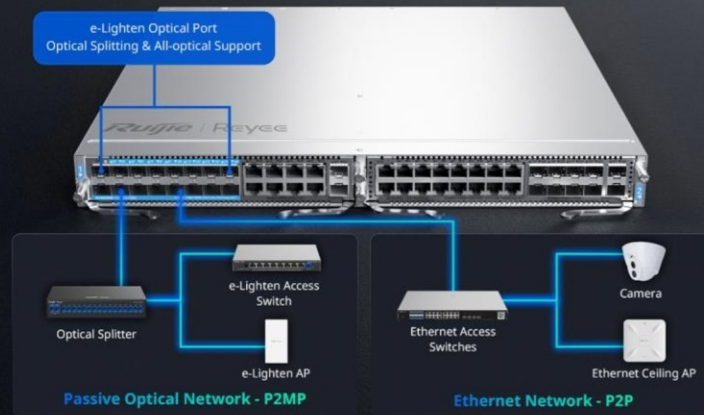 e-Lighten Optical Port
Optical Splitting & All-optical Support
Ruijie | Reyee
e-Lighten Access
Switch
Optical Splitter
e-Lighten AP
Passive Optical Network - P2MP
Camera
Ethernet Access
Switches
Ethernet Ceiling AP
Ethernet Network - P2P